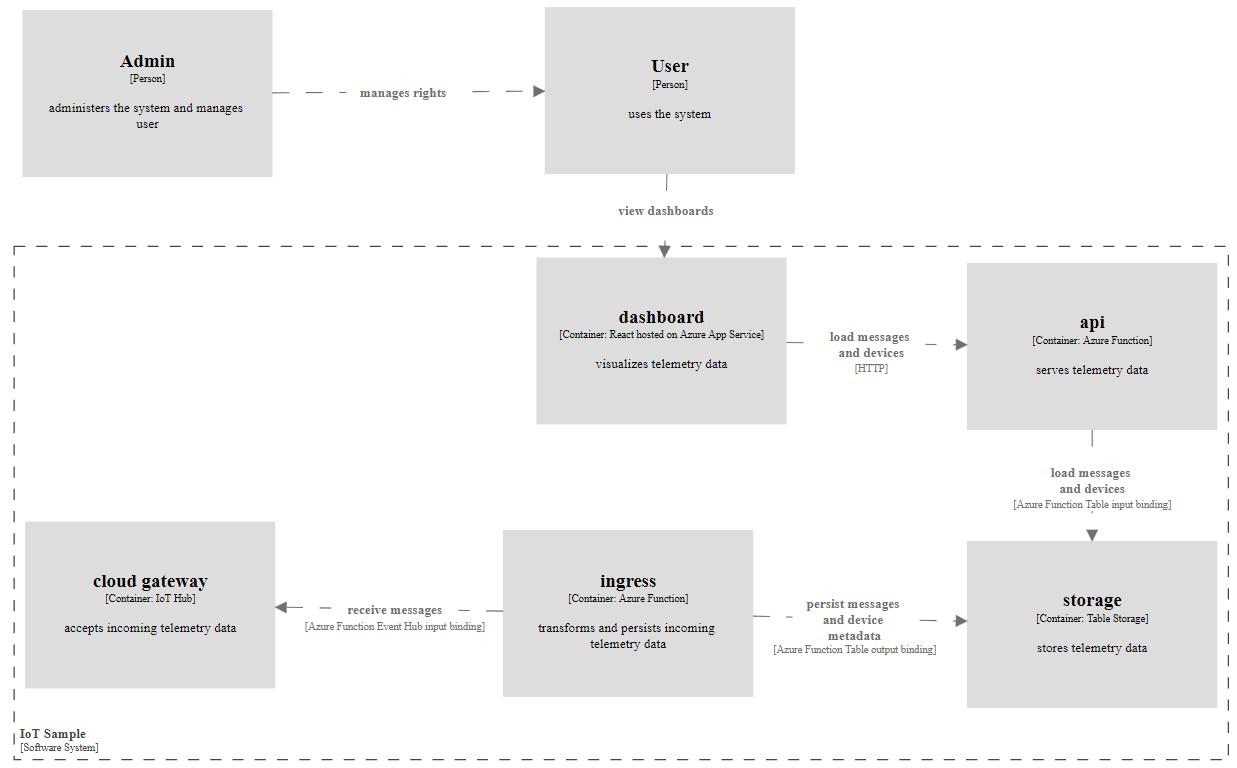 Admin
[Person]
administers the system and manages
user
manages rights
User
[Person]
uses the system
view dashboards
dashboard
[Container: React hosted on Azure App Service]
visualizes telemetry data
load messages
and devices
[HTTP]
api
[Container: Azure Function]
serves telemetry data
load messages
and devices
[Azure Function Table input binding]
cloud gateway
[Container: IoT Hub]
accepts incoming telemetry data
receive messages
[Azure Function Event Hub input binding]
ingress
[Container: Azure Function]
transforms and persists incoming
telemetry data
persist messages
and device
metadata
[Azure Function Table output binding]
storage
[Container: Table Storage]
stores telemetry data
IoT Sample
[Software System]